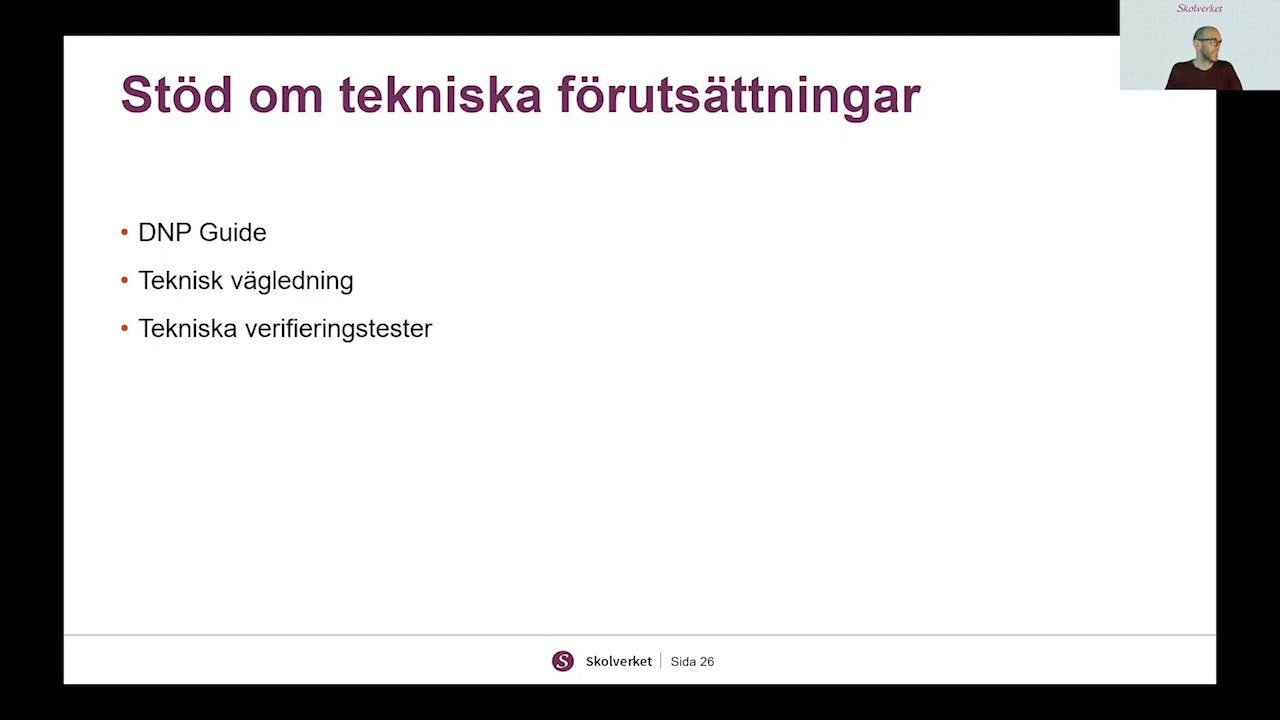 Skolverket
Stöd om tekniska förutsättningar
• DNP Guide
• Teknisk vägledning
• Tekniska verifieringstester
S Skolverket | Sida 26